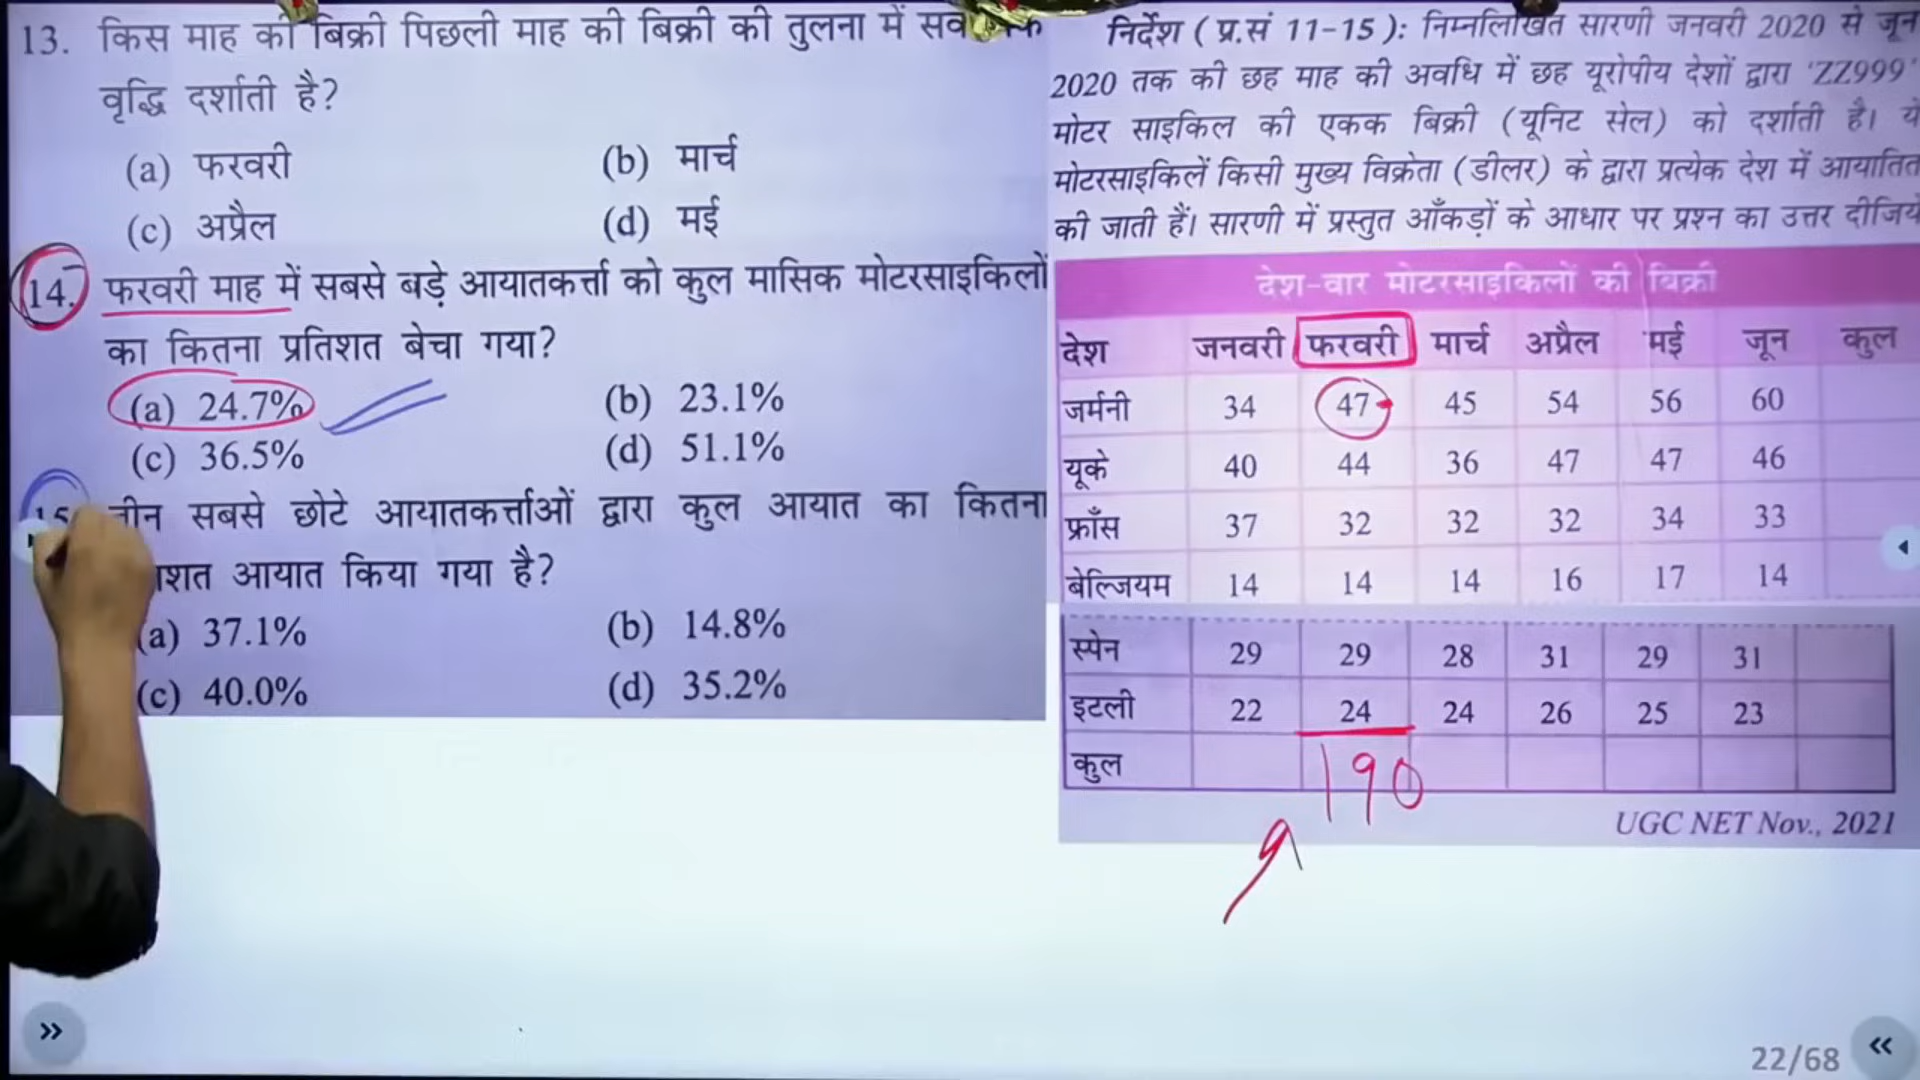 13. किस माह की बिक्री पिछली माह की बिक्री की तुलना में
वृद्धि दर्शाती है?
(a) फरवरी (b) मार्च
(c) अप्रैल (d) मई
14. फरवरी माह में सबसे बड़े आयातकर्त्ता को कुल मासिक मोटरसाइकिलों
का कितना प्रतिशत बेचा गया?
(a) 24.7% (b) 23.1%
(c) 36.5% (d) 51.1%
तीन सबसे छोटे आयातकर्त्ताओं द्वारा कुल आयात का कितना
आयात किया गया है?
(a) 37.1% (b) 14.8%
(c) 40.0% (d) 35.2%
निर्देश ( प्र.सं 11-15 ): निम्नलिखित सारणी जनवरी 2020 से जून
2020 तक की छह माह की अवधि में छह यूरोपीय देशों द्वारा 'ZZ999'
मोटर साइकिल की एकक बिक्री (यूनिट सेल) को दर्शाती है। ये
मोटरसाइकिलें किसी मुख्य विक्रेता (डीलर) के द्वारा प्रत्येक देश में आयातित
की जाती हैं। सारणी में प्रस्तुत आँकड़ों के आधार पर प्रश्न का उत्तर
देश-वार मोटरसाइकिलों की बिक्री
देश जनवरी फरवरी मार्च अप्रैल मई जून कुल
जर्मनी 34 47 45 54 56 60
यूके 40 44 36 47 47 46
फ्राँस 37 32 32 32 34 33
बेल्जियम 14 14 14 16 17 14
स्पेन 29 29 28 31 29 31
इटली 22 24 24 26 25 23
कुल 190
UGC NET Nov., 2021
22/68